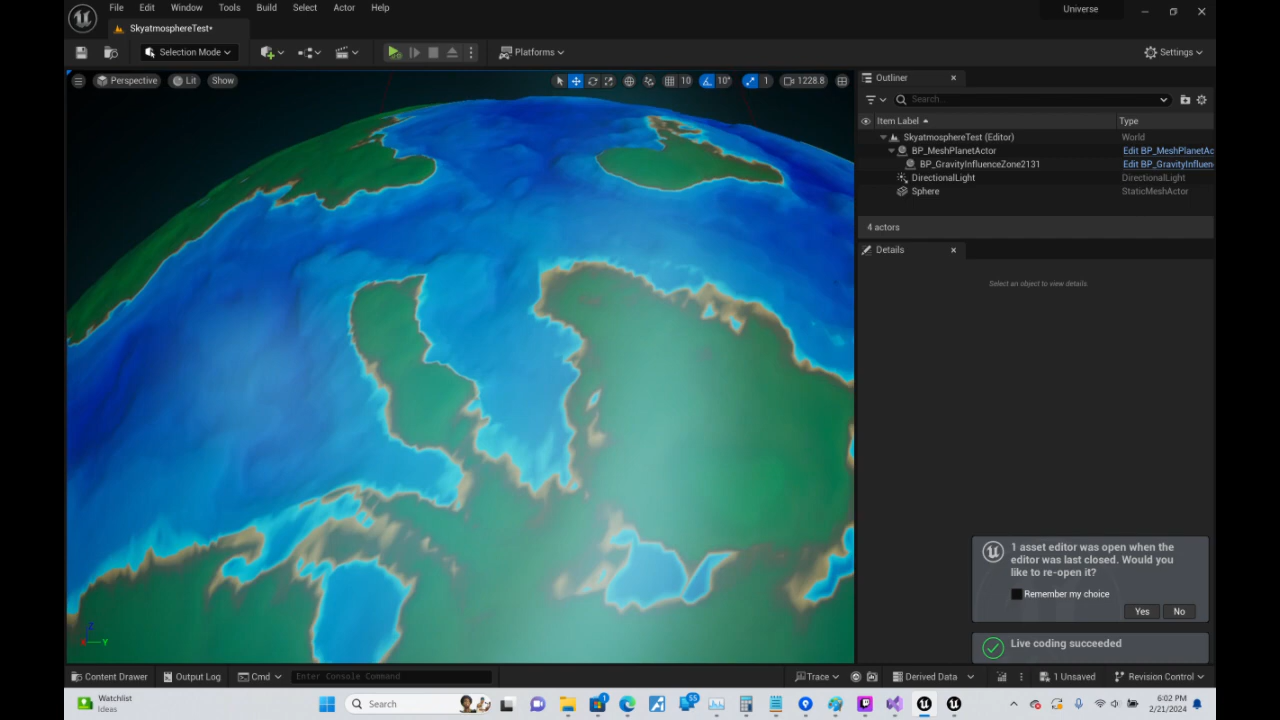 File Edit Window Tools Build Select Actor Help
Universe
SkyatmosphereTest*
Selection Mode
Platforms
Settings
Perspective Lit Show
10 10° 1 1228.8
Outliner
Search...
Item Label Type
SkyatmosphereTest (Editor) World
BP_MeshPlanetActor Edit BP_MeshPlanetAc
BP_GravityInfluenceZone2131 Edit BP_GravityInfluen
DirectionalLight DirectionalLight
Sphere StaticMeshActor
4 actors
Details
Select an object to view details.
1 asset editor was open when the
editor was last closed. Would you
like to re-open it?
Remember my choice
Yes No
Live coding succeeded
Z
X Y
Content Drawer Output Log Cmd Enter Console Command Trace Derived Data 1 Unsaved Revision Control
Watchlist
Ideas
Search
1
55
6:02 PM
2/21/2024